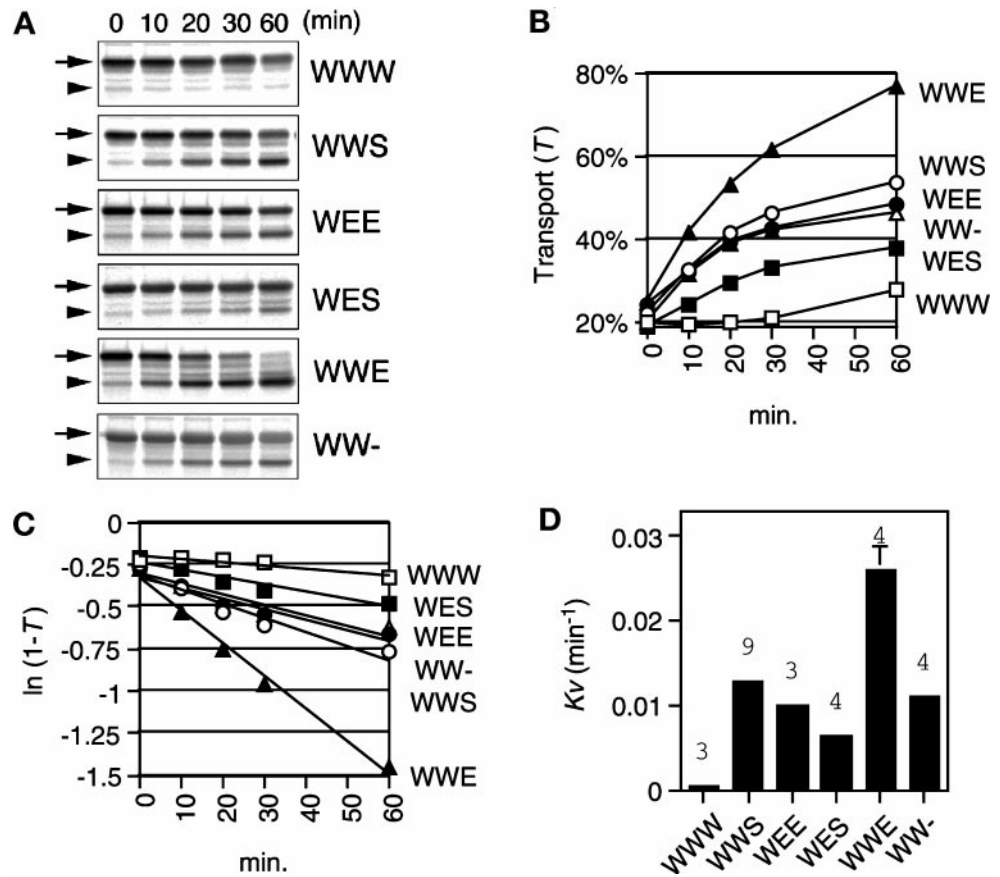 A
0 10 20 30 60 (min)
WWW
WWS
WEE
WES
WWE
WW-
B
Transport (T)
80%
60%
40%
20%
0 10 20 30 40 50 60
min.
WWE
WWS
WEE
WW-
WES
WWW
C
ln (1-T)
0
-0.25
-0.5
-0.75
-1
-1.25
-1.5
0 10 20 30 40 50 60
min.
WWW
WES
WEE
WW-
WWS
WWE
D
Kv (min⁻¹)
0.03
0.02
0.01
0
3 9 3 4 4 4
WWW WWS WEE WES WWE WW-